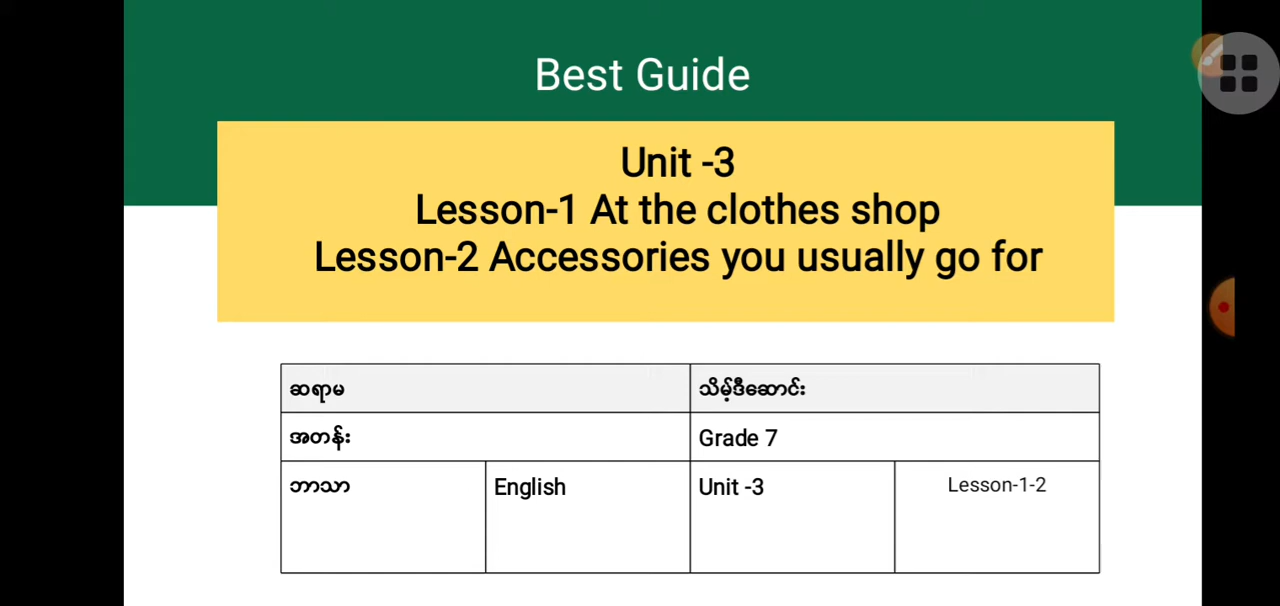 Best Guide
Unit -3
Lesson-1 At the clothes shop
Lesson-2 Accessories you usually go for
ဆရာမ သိမ့်ဒီဆောင်း
အတန်း Grade 7
ဘာသာ English Unit -3 Lesson-1-2